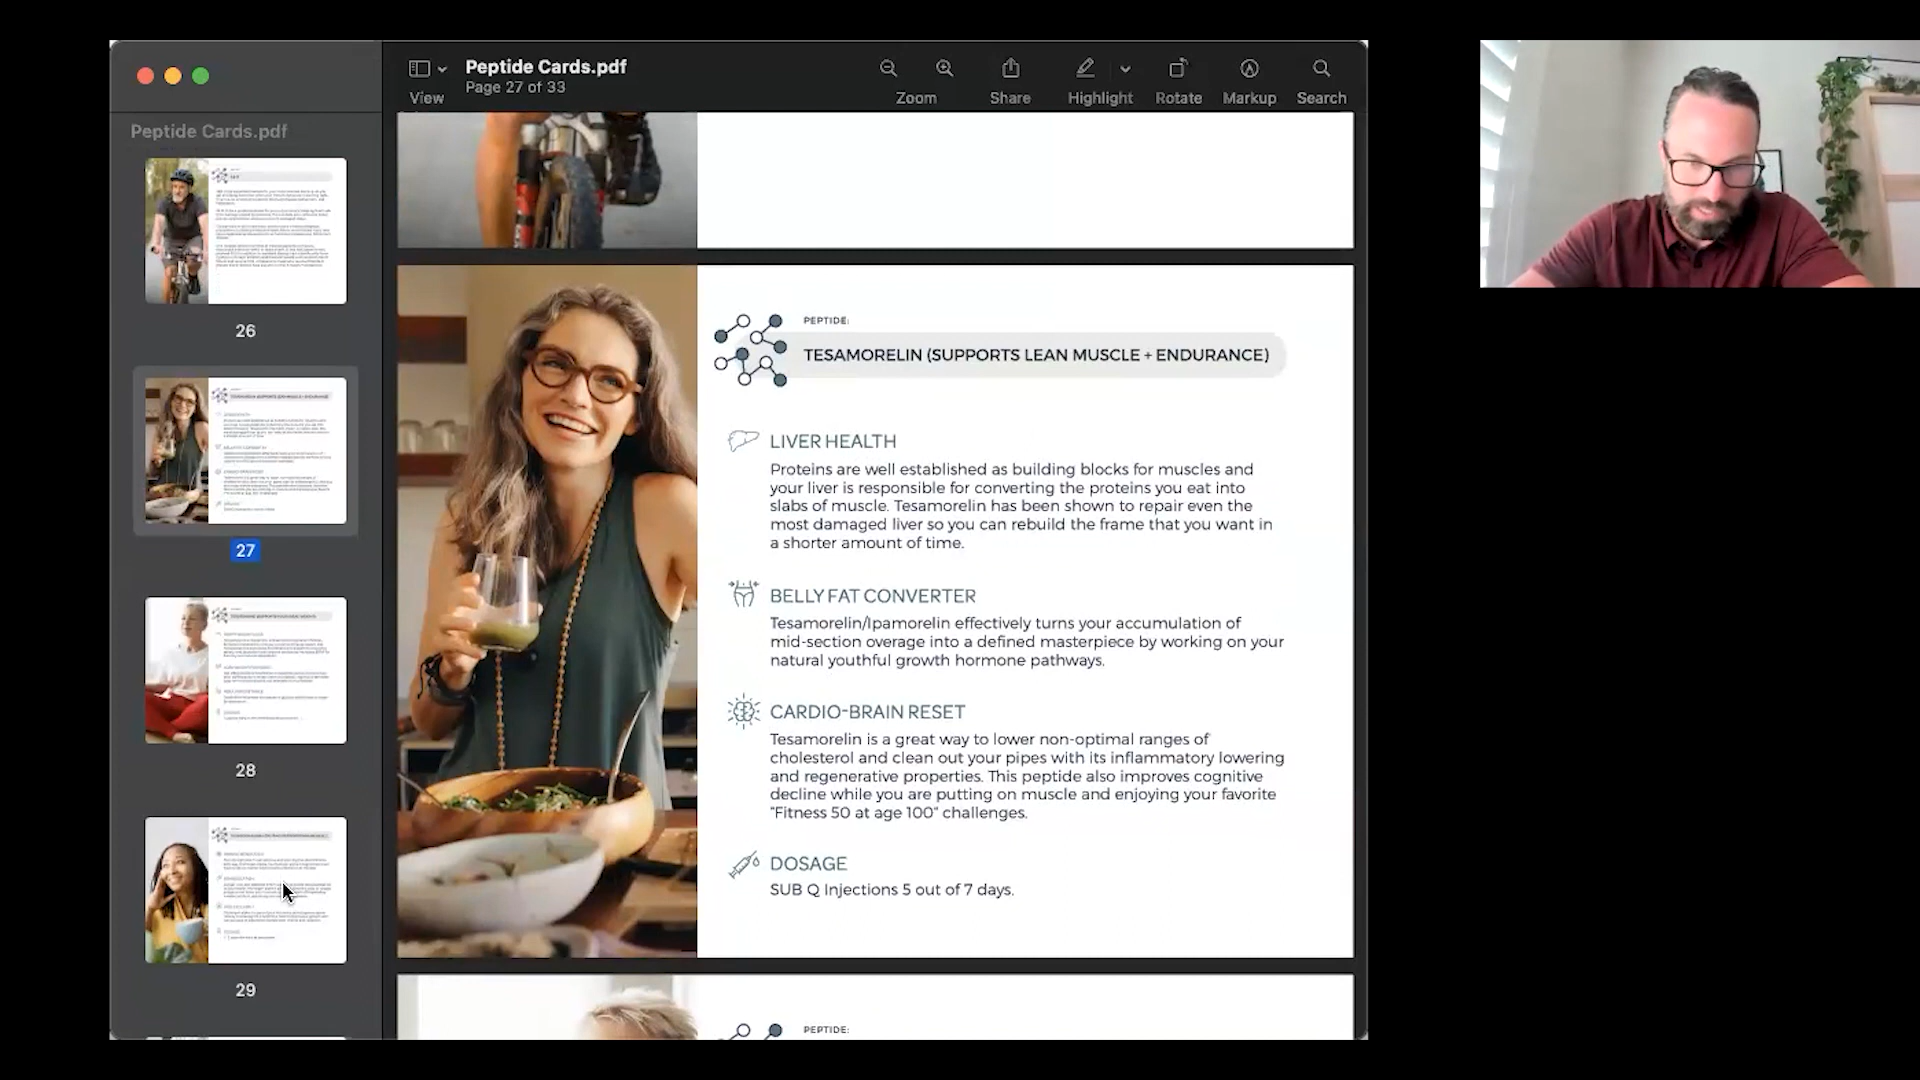 Peptide Cards.pdf
Page 27 of 33
View
Zoom
Share
Highlight
Rotate
Markup
Search
Peptide Cards.pdf
26
27
28
29
PEPTIDE:
TESAMORELIN (SUPPORTS LEAN MUSCLE + ENDURANCE)
LIVER HEALTH
Proteins are well established as building blocks for muscles and
your liver is responsible for converting the proteins you eat into
slabs of muscle. Tesamorelin has been shown to repair even the
most damaged liver so you can rebuild the frame that you want in
a shorter amount of time.
BELLY FAT CONVERTER
Tesamorelin/Ipamorelin effectively turns your accumulation of
mid-section overage into a defined masterpiece by working on your
natural youthful growth hormone pathways.
CARDIO-BRAIN RESET
Tesamorelin is a great way to lower non-optimal ranges of
cholesterol and clean out your pipes with its inflammatory lowering
and regenerative properties. This peptide also improves cognitive
decline while you are putting on muscle and enjoying your favorite
"Fitness 50 at age 100" challenges.
DOSAGE
SUB Q Injections 5 out of 7 days.
PEPTIDE: